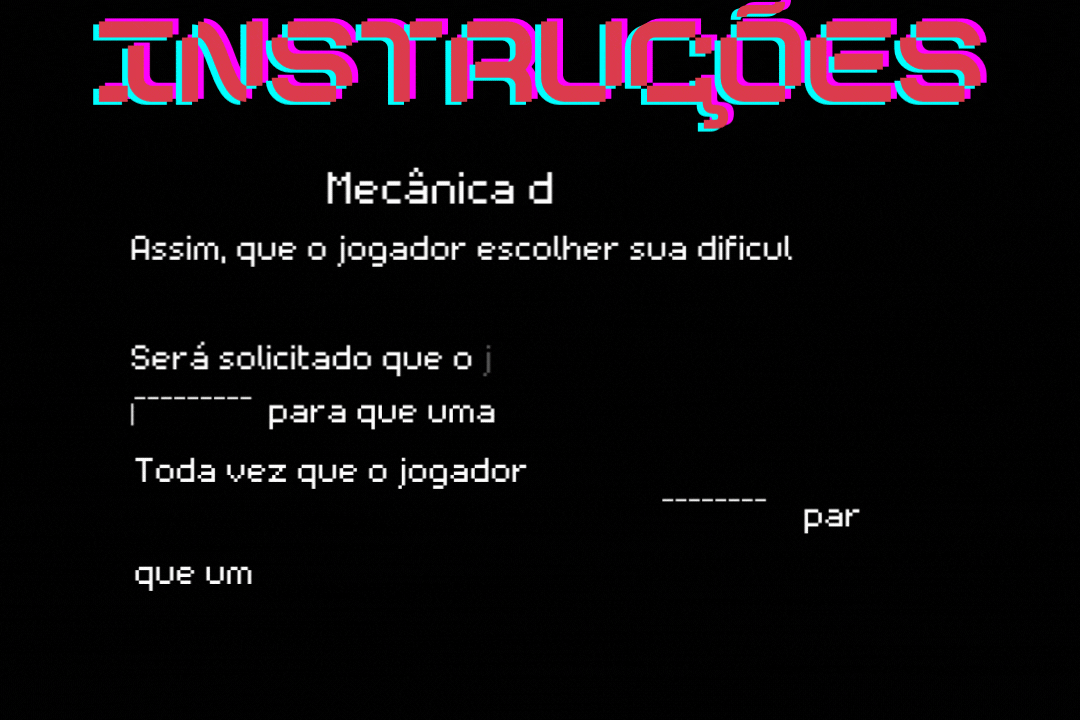 INSTRUÇÕES
Mecânica d
Assim, que o jogador escolher sua dificul
Será solicitado que o j
--------- para que uma
Toda vez que o jogador
-------- par
que um